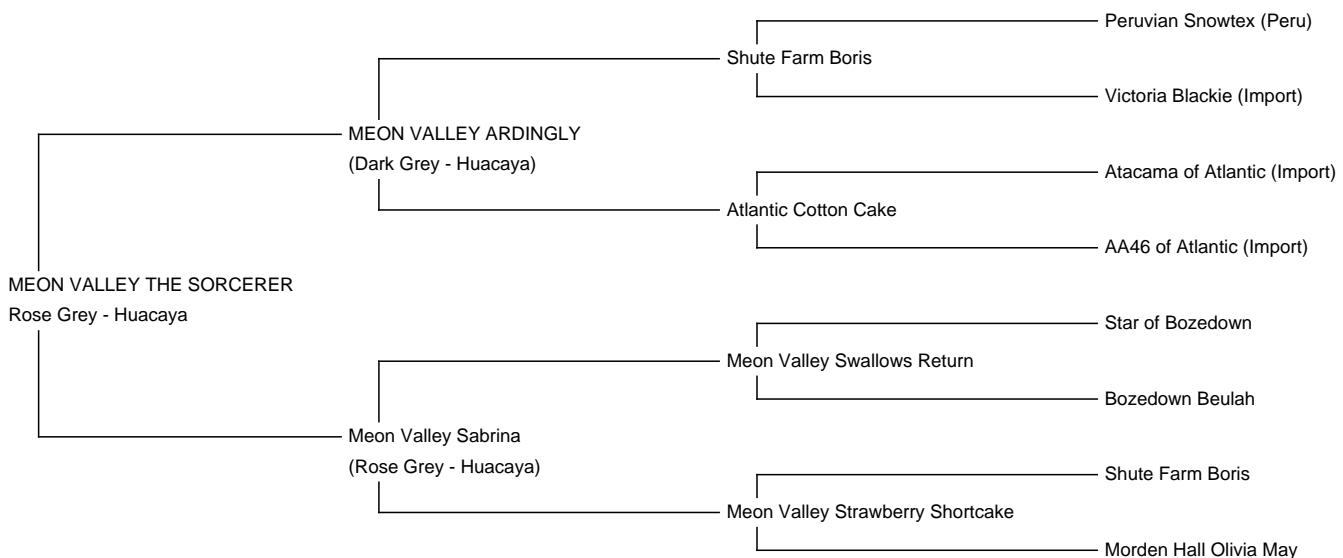 Peruvian Snowtex (Peru)
Shute Farm Boris
Victoria Blackie (Import)
MEON VALLEY ARDINGLY
(Dark Grey - Huacaya)
Atacama of Atlantic (Import)
Atlantic Cotton Cake
AA46 of Atlantic (Import)
MEON VALLEY THE SORCERER
Rose Grey - Huacaya
Star of Bozedown
Meon Valley Swallows Return
Bozedown Beulah
Meon Valley Sabrina
(Rose Grey - Huacaya)
Shute Farm Boris
Meon Valley Strawberry Shortcake
Morden Hall Olivia May